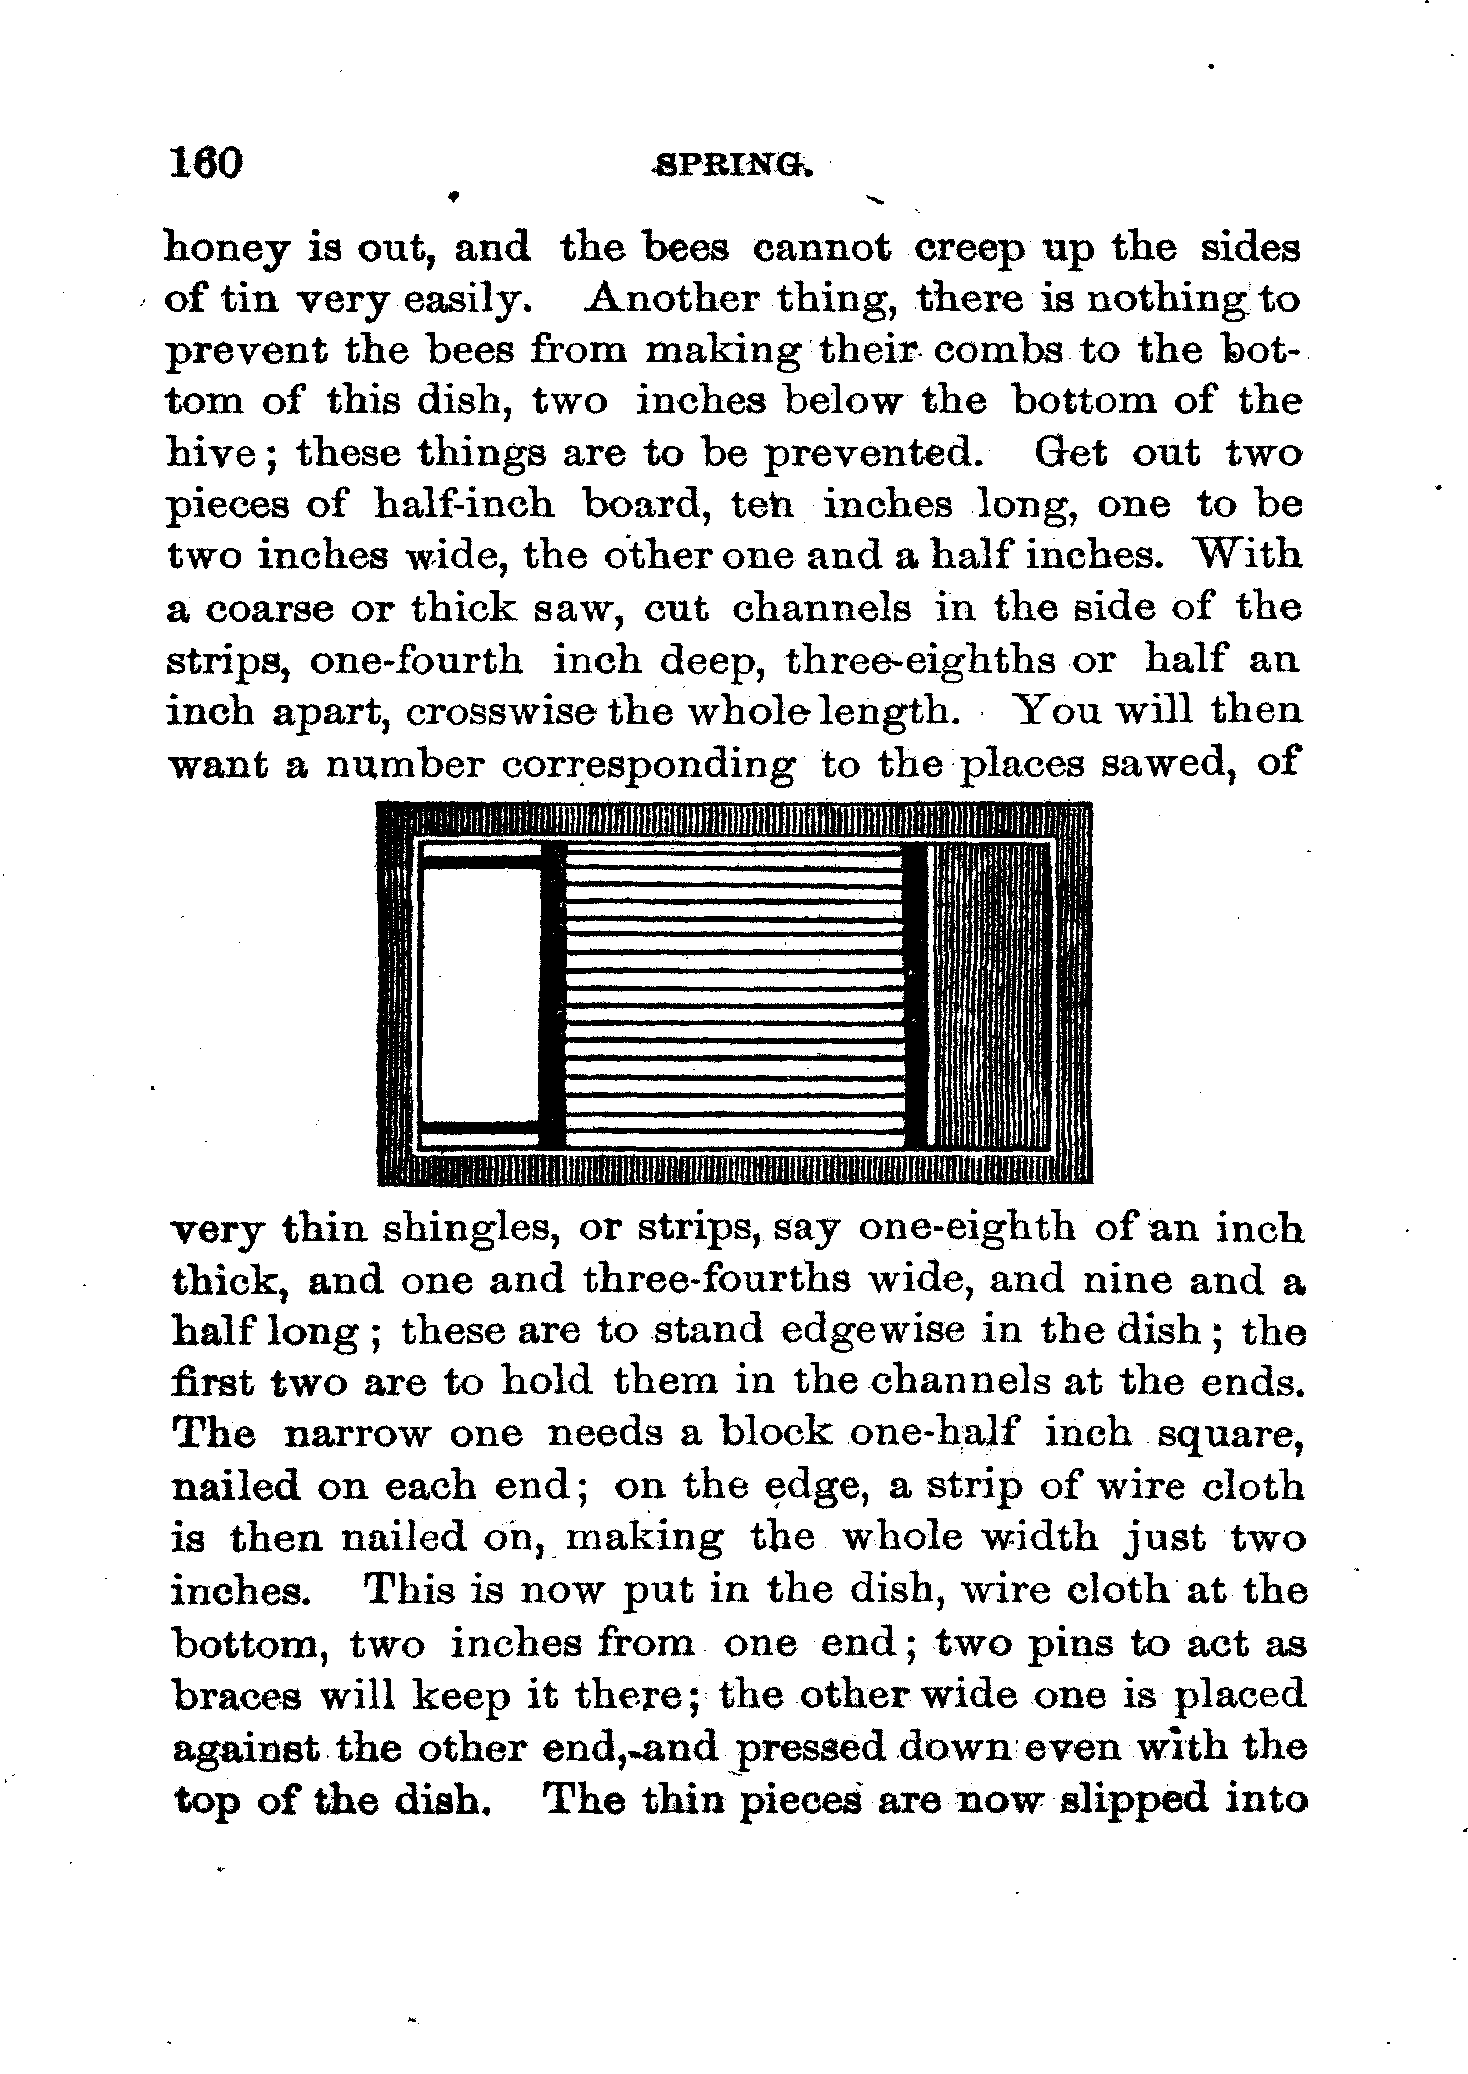 160 SPRING.
honey is out, and the bees cannot creep up the sides
of tin very easily. Another thing, there is nothing to
prevent the bees from making their combs to the bot-
tom of this dish, two inches below the bottom of the
hive; these things are to be prevented. Get out two
pieces of half-inch board, ten inches long, one to be
two inches wide, the other one and a half inches. With
a coarse or thick saw, cut channels in the side of the
strips, one-fourth inch deep, three-eighths or half an
inch apart, crosswise the whole length. You will then
want a number corresponding to the places sawed, of
very thin shingles, or strips, say one-eighth of an inch
thick, and one and three-fourths wide, and nine and a
half long; these are to stand edgewise in the dish; the
first two are to hold them in the channels at the ends.
The narrow one needs a block one-half inch square,
nailed on each end; on the edge, a strip of wire cloth
is then nailed on, making the whole width just two
inches. This is now put in the dish, wire cloth at the
bottom, two inches from one end; two pins to act as
braces will keep it there; the other wide one is placed
against the other end, and pressed down even with the
top of the dish. The thin pieces are now slipped into